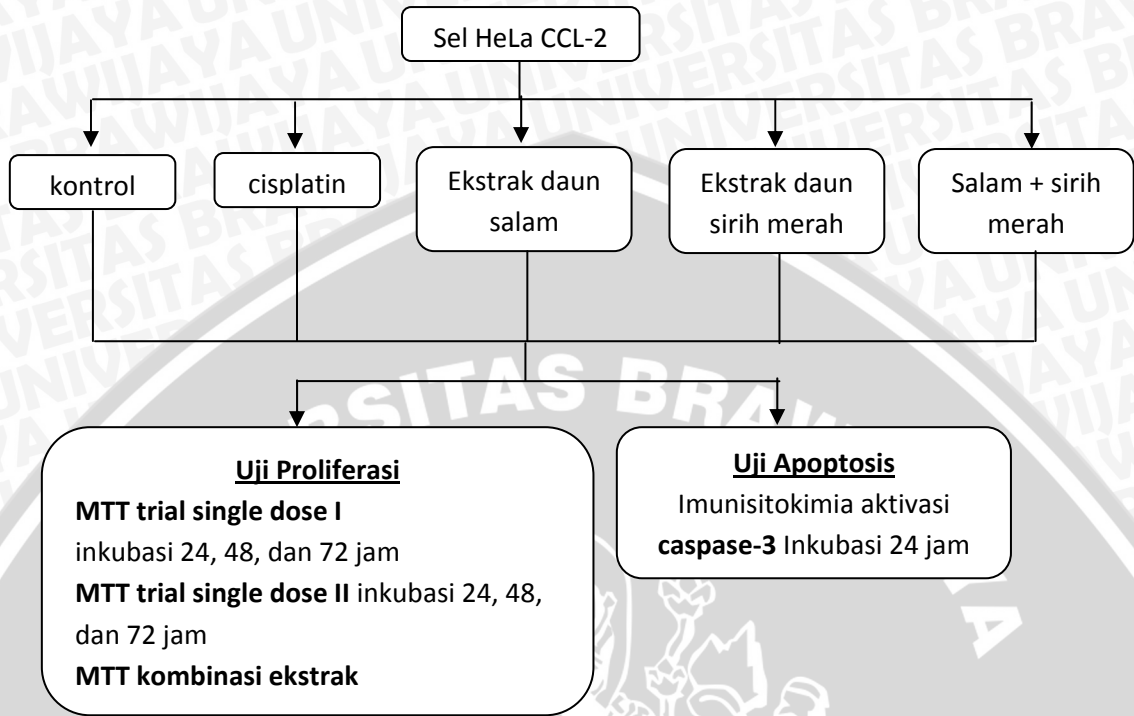 Sel HeLa CCL-2
kontrol
cisplatin
Ekstrak daun
salam
Ekstrak daun
sirih merah
Salam + sirih
merah
Uji Proliferasi
MTT trial single dose I
inkubasi 24, 48, dan 72 jam
MTT trial single dose II inkubasi 24, 48,
dan 72 jam
MTT kombinasi ekstrak
Uji Apoptosis
Imunisitokimia aktivasi
caspase-3 Inkubasi 24 jam
RSITAS BRAW